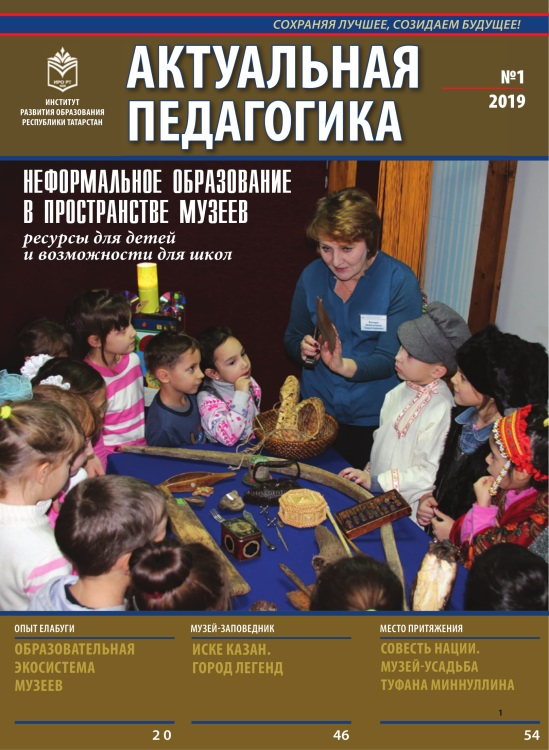 СОХРАНЯЯ ЛУЧШЕЕ, СОЗИДАЕМ БУДУЩЕЕ!
ИРО РТ
ИНСТИТУТ
РАЗВИТИЯ ОБРАЗОВАНИЯ
РЕСПУБЛИКИ ТАТАРСТАН
АКТУАЛЬНАЯ
ПЕДАГОГИКА
№1
2019
НЕФОРМАЛЬНОЕ ОБРАЗОВАНИЕ
В ПРОСТРАНСТВЕ МУЗЕЕВ
ресурсы для детей
и возможности для школ
ОПЫТ ЕЛАБУГИ
ОБРАЗОВАТЕЛЬНАЯ
ЭКОСИСТЕМА
МУЗЕЕВ
20
МУЗЕЙ-ЗАПОВЕДНИК
ИСКЕ КАЗАН.
ГОРОД ЛЕГЕНД
46
МЕСТО ПРИТЯЖЕНИЯ
СОВЕСТЬ НАЦИИ.
МУЗЕЙ-УСАДЬБА
ТУФАНА МИННУЛЛИНА
1
54